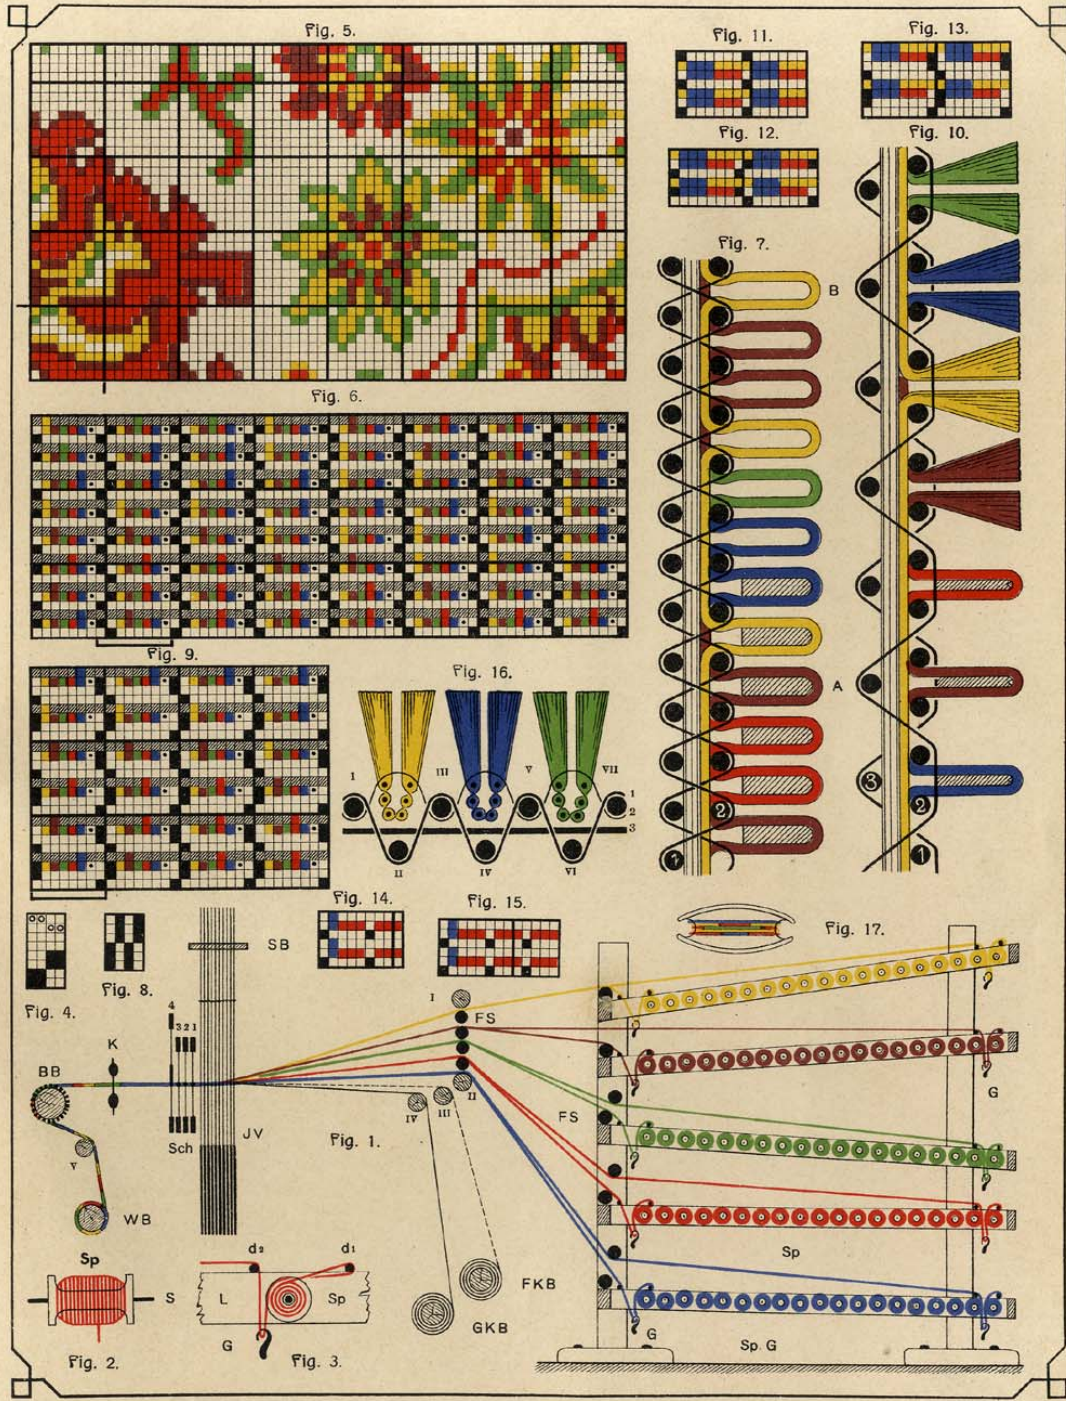 Fig. 5.
Fig. 11.
Fig. 13.
Fig. 12.
Fig. 10.
Fig. 7.
B
Fig. 6.
Fig. 9.
Fig. 16.
A
I
III
V
VII
1
2
3
II
IV
VI
3
2
2
1
1
Fig. 14.
Fig. 15.
Fig. 17.
SB
Fig. 8.
Fig. 4.
I
FS
4
3 2 1
K
BB
II
III
IV
G
FS
JV
Fig. 1.
Sch
V
WB
Sp
Sp
d2
d1
S
L
Sp
FKB
GKB
G
G
Sp. G
Fig. 2.
Fig. 3.